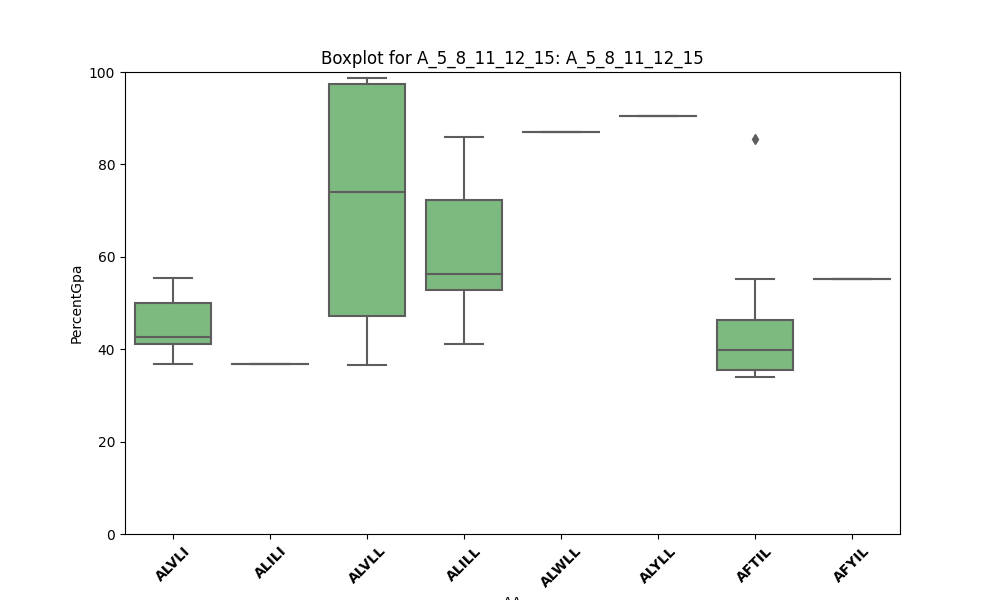 Boxplot for A_5_8_11_12_15: A_5_8_11_12_15
100
80
60
40
20
0
PercentGpa
ALVLI
ALILI
ALVLL
ALILL
ALWLL
ALYLL
AFTIL
AFYIL